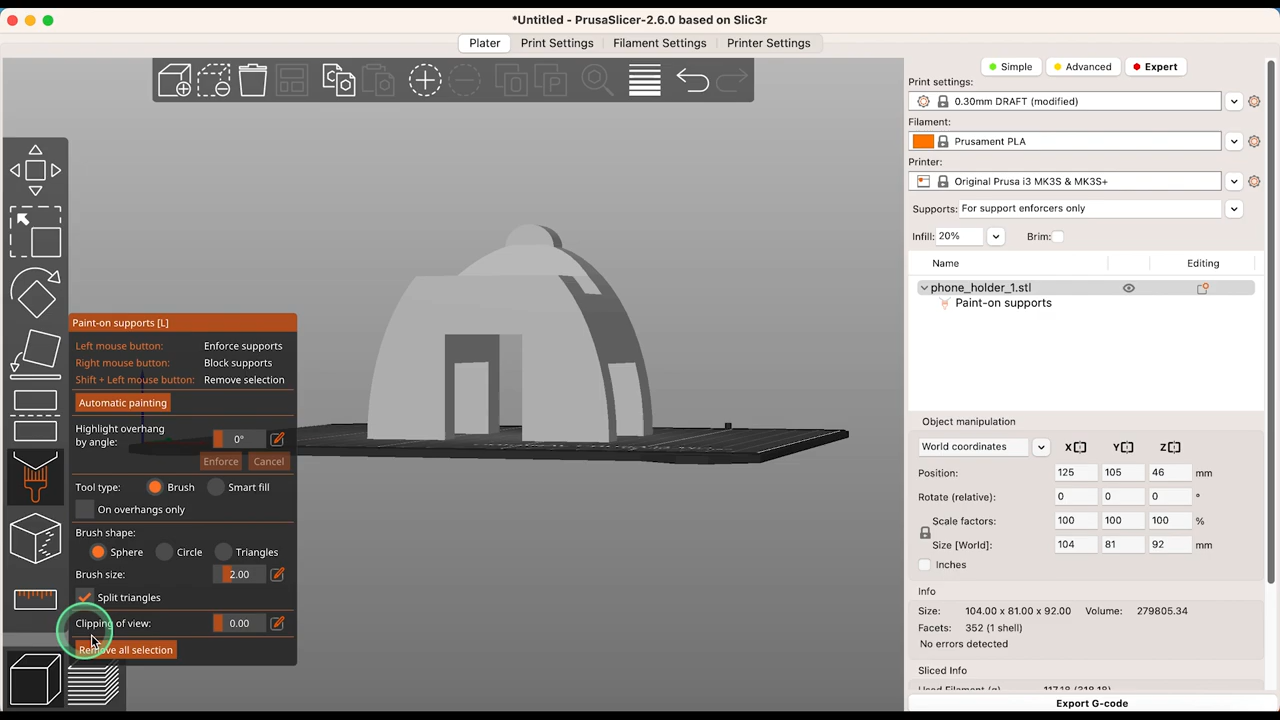 *Untitled - PrusaSlicer-2.6.0 based on Slic3r
Plater Print Settings Filament Settings Printer Settings
Simple Advanced Expert
Print settings:
0.30mm DRAFT (modified)
Filament:
Prusament PLA
Printer:
Original Prusa i3 MK3S & MK3S+
Supports: For support enforcers only
Infill: 20% Brim:
Name Editing
phone_holder_1.stl
Paint-on supports
Object manipulation
World coordinates X Y Z
Position: 125 105 46 mm
Rotate (relative): 0 0 0 °
Scale factors: 100 100 100 %
Size [World]: 104 81 92 mm
Inches
Info
Size: 104.00 x 81.00 x 92.00 Volume: 279805.34
Facets: 352 (1 shell)
No errors detected
Sliced Info
Used Filament (g) 117.18 (318.18)
Export G-code
Paint-on supports [L]
Left mouse button: Enforce supports
Right mouse button: Block supports
Shift + Left mouse button: Remove selection
Automatic painting
Highlight overhang
by angle: 0°
Enforce Cancel
Tool type: Brush Smart fill
On overhangs only
Brush shape:
Sphere Circle Triangles
Brush size: 2.00
Split triangles
Clipping of view: 0.00
Remove all selection